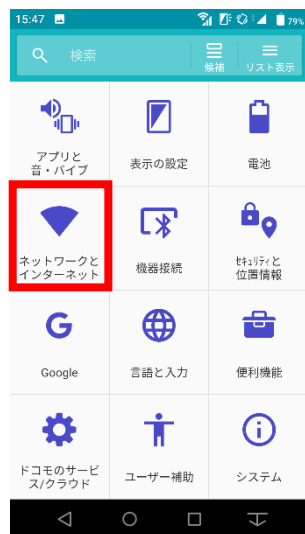 15:47 79%
検索 候補 リスト表示
アプリと
音・バイブ
表示の設定
電池
ネットワークと
インターネット
機器接続
ｾｷｭﾘﾃｨと
位置情報
Google
言語と入力
便利機能
ドコモのサービ
ス/クラウド
ユーザー補助
システム